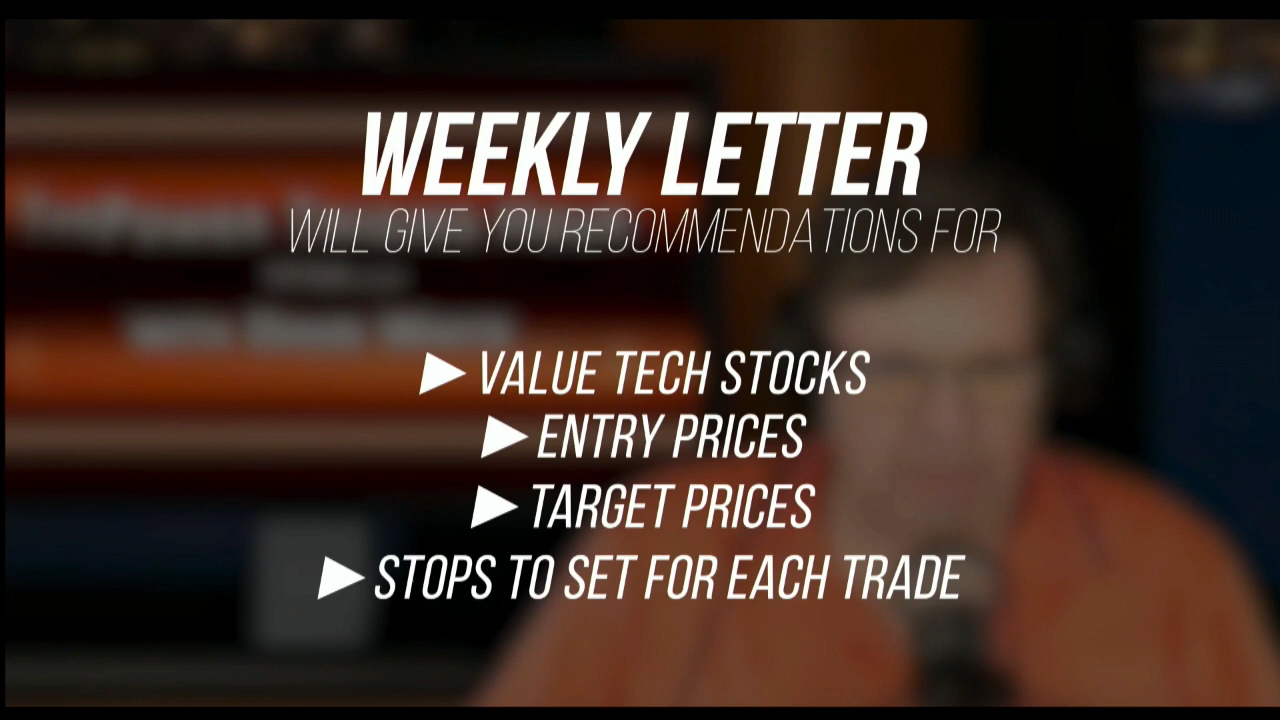 WEEKLY LETTER
WILL GIVE YOU RECOMMENDATIONS FOR
▶ VALUE TECH STOCKS
▶ ENTRY PRICES
▶ TARGET PRICES
▶ STOPS TO SET FOR EACH TRADE